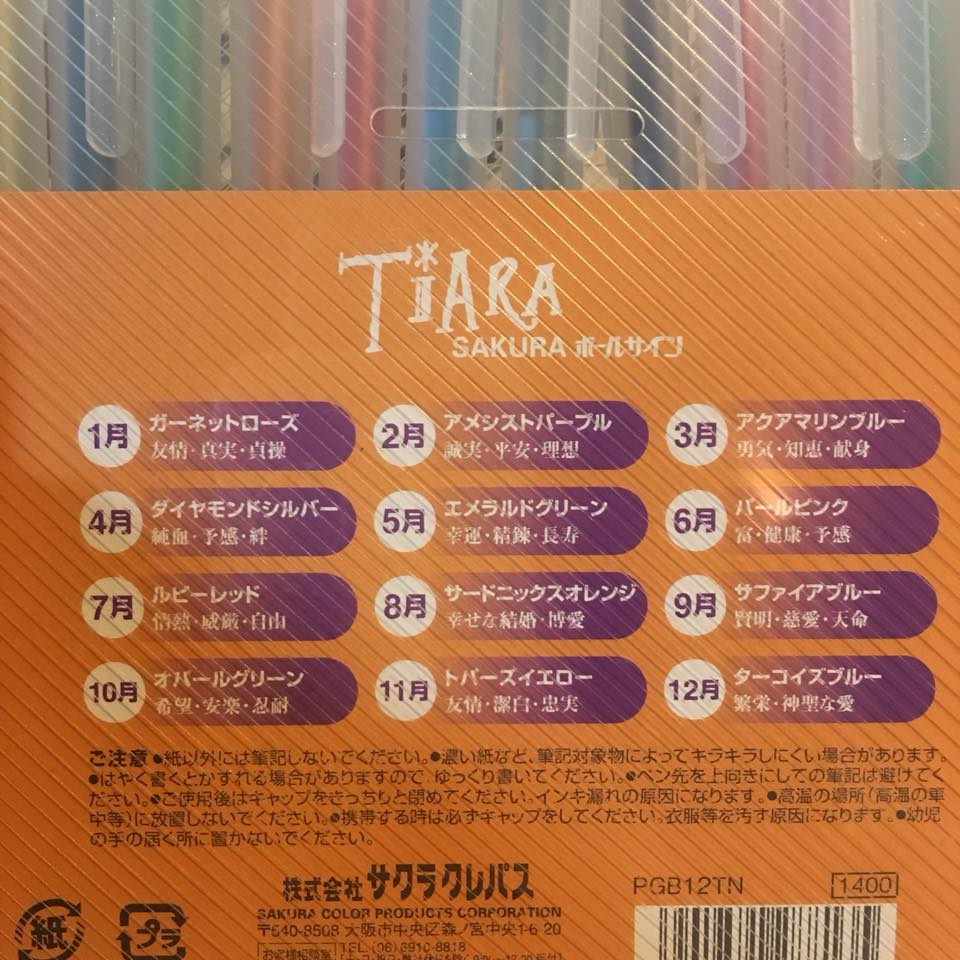 TiARA
SAKURA ボールサイン
1月 ガーネットローズ
友情・真実・貞操
2月 アメシストパープル
誠実・平安・理想
3月 アクアマリンブルー
勇気・知恵・献身
4月 ダイヤモンドシルバー
純血・予感・絆
5月 エメラルドグリーン
幸運・精錬・長寿
6月 パールピンク
富・健康・予感
7月 ルビーレッド
情熱・威厳・自由
8月 サードニックスオレンジ
幸せな結婚・博愛
9月 サファイアブルー
賢明・慈愛・天命
10月 オパールグリーン
希望・安楽・忍耐
11月 トパーズイエロー
友情・潔白・忠実
12月 ターコイズブルー
繁栄・神聖な愛
ご注意 ●紙以外には筆記しないでください。●濃い紙など、筆記対象物によってキラキラしにくい場合があります。
●はやく書くとかすれる場合がありますので、ゆっくり書いてください。●ペン先を上向きにしての筆記は避けてく
ださい。●ご使用後はキャップをきっちりと閉めてください。インキ漏れの原因になります。●高温の場所(高温の車
中等)に放置しないでください。●携帯する時は必ずキャップをしてください。衣服等を汚す原因になります。●幼児
の手の届く所に置かないでください。
株式会社サクラクレパス
SAKURA COLOR PRODUCTS CORPORATION
〒540-8508 大阪市中央区森ノ宮中央1-6-20
お客様相談室 TEL.(06)6910-8818
PGB12TN 1400
紙
プラ